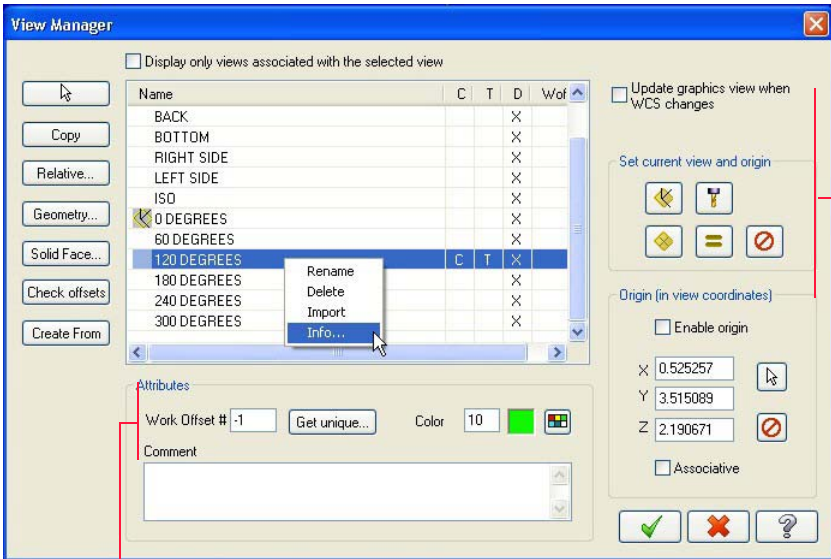 View Manager
Display only views associated with the selected view
Copy
Relative...
Geometry...
Solid Face...
Check offsets
Create From
Name C T D Wof
BACK X
BOTTOM X
RIGHT SIDE X
LEFT SIDE X
ISO X
0 DEGREES X
60 DEGREES X
120 DEGREES C T X
180 DEGREES X
240 DEGREES X
300 DEGREES X
Rename
Delete
Import
Info...
Attributes
Work Offset # -1 Get unique... Color 10
Comment
Update graphics view when
WCS changes
Set current view and origin
Origin (in view coordinates)
Enable origin
X 0.525257
Y 3.515089
Z 2.190671
Associative